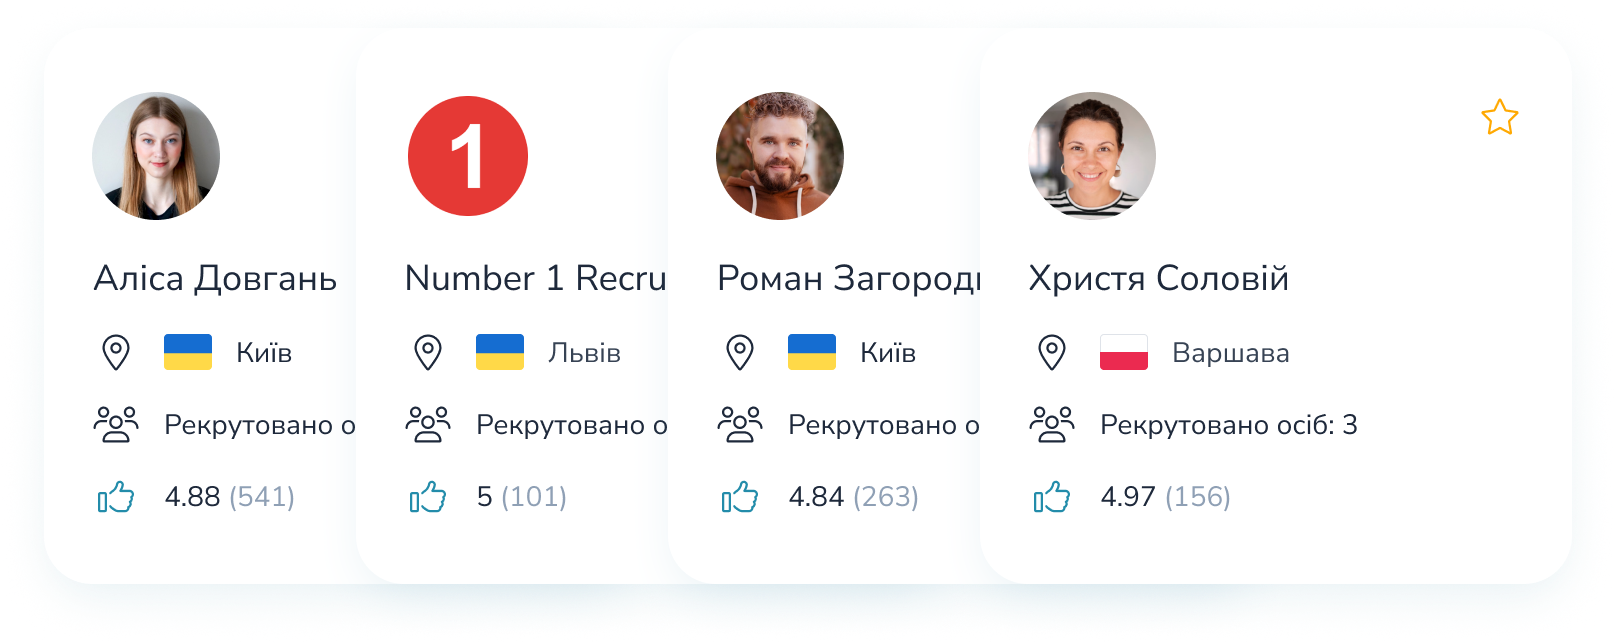 Аліса Довгань
Київ
Рекрутовано
4.88 (541)
1
Number 1 Recru
Львів
Рекрутовано
5 (101)
Роман Загород
Київ
Рекрутовано
4.84 (263)
Христя Соловій
Варшава
Рекрутовано осіб: 3
4.97 (156)